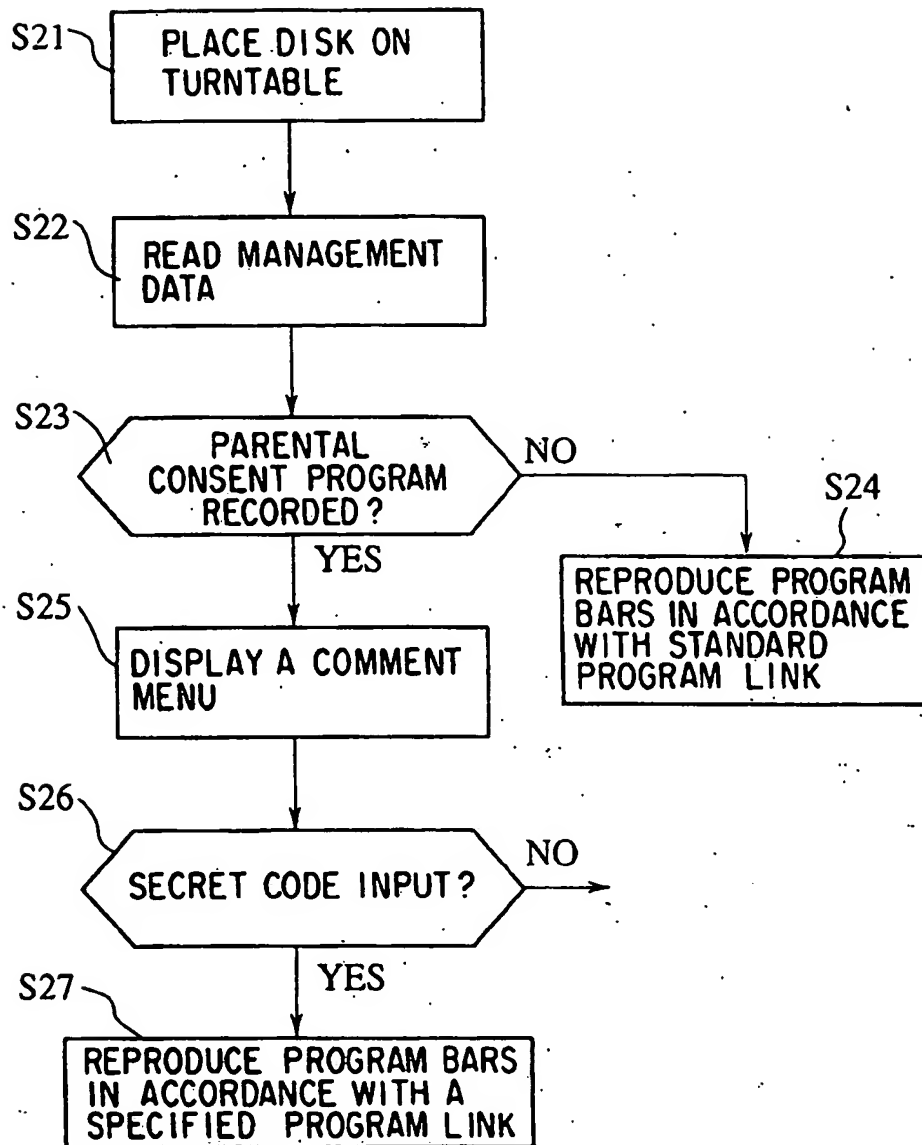 S21
PLACE DISK ON
TURNTABLE
S22
READ MANAGEMENT
DATA
S23
PARENTAL
CONSENT PROGRAM
RECORDED?
NO
YES
S24
REPRODUCE PROGRAM
BARS IN ACCORDANCE
WITH STANDARD
PROGRAM LINK
S25
DISPLAY A COMMENT
MENU
S26
SECRET CODE INPUT?
NO
YES
S27
REPRODUCE PROGRAM BARS
IN ACCORDANCE WITH A
SPECIFIED PROGRAM LINK